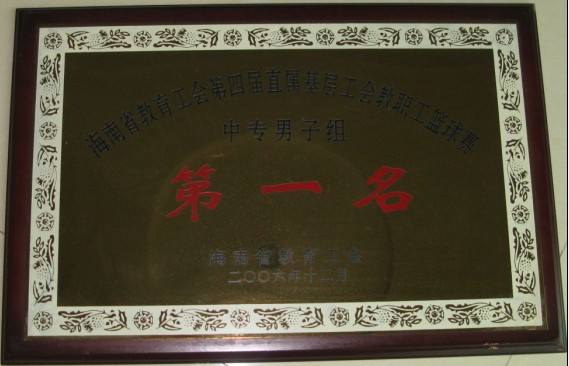 海南省教育工会第四届直属基层工会教职工篮球赛
中专男子组
第一名
海南省教育工会
二〇〇六年十二月